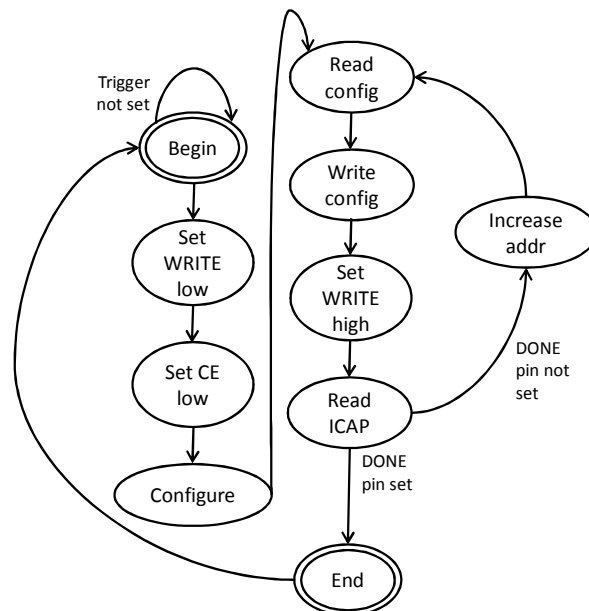 Trigger
not set
Begin
Set
WRITE
low
Set CE
low
Configure
Read
config
Write
config
Set
WRITE
high
Read
ICAP
Increase
addr
DONE
pin not
set
DONE
pin set
End